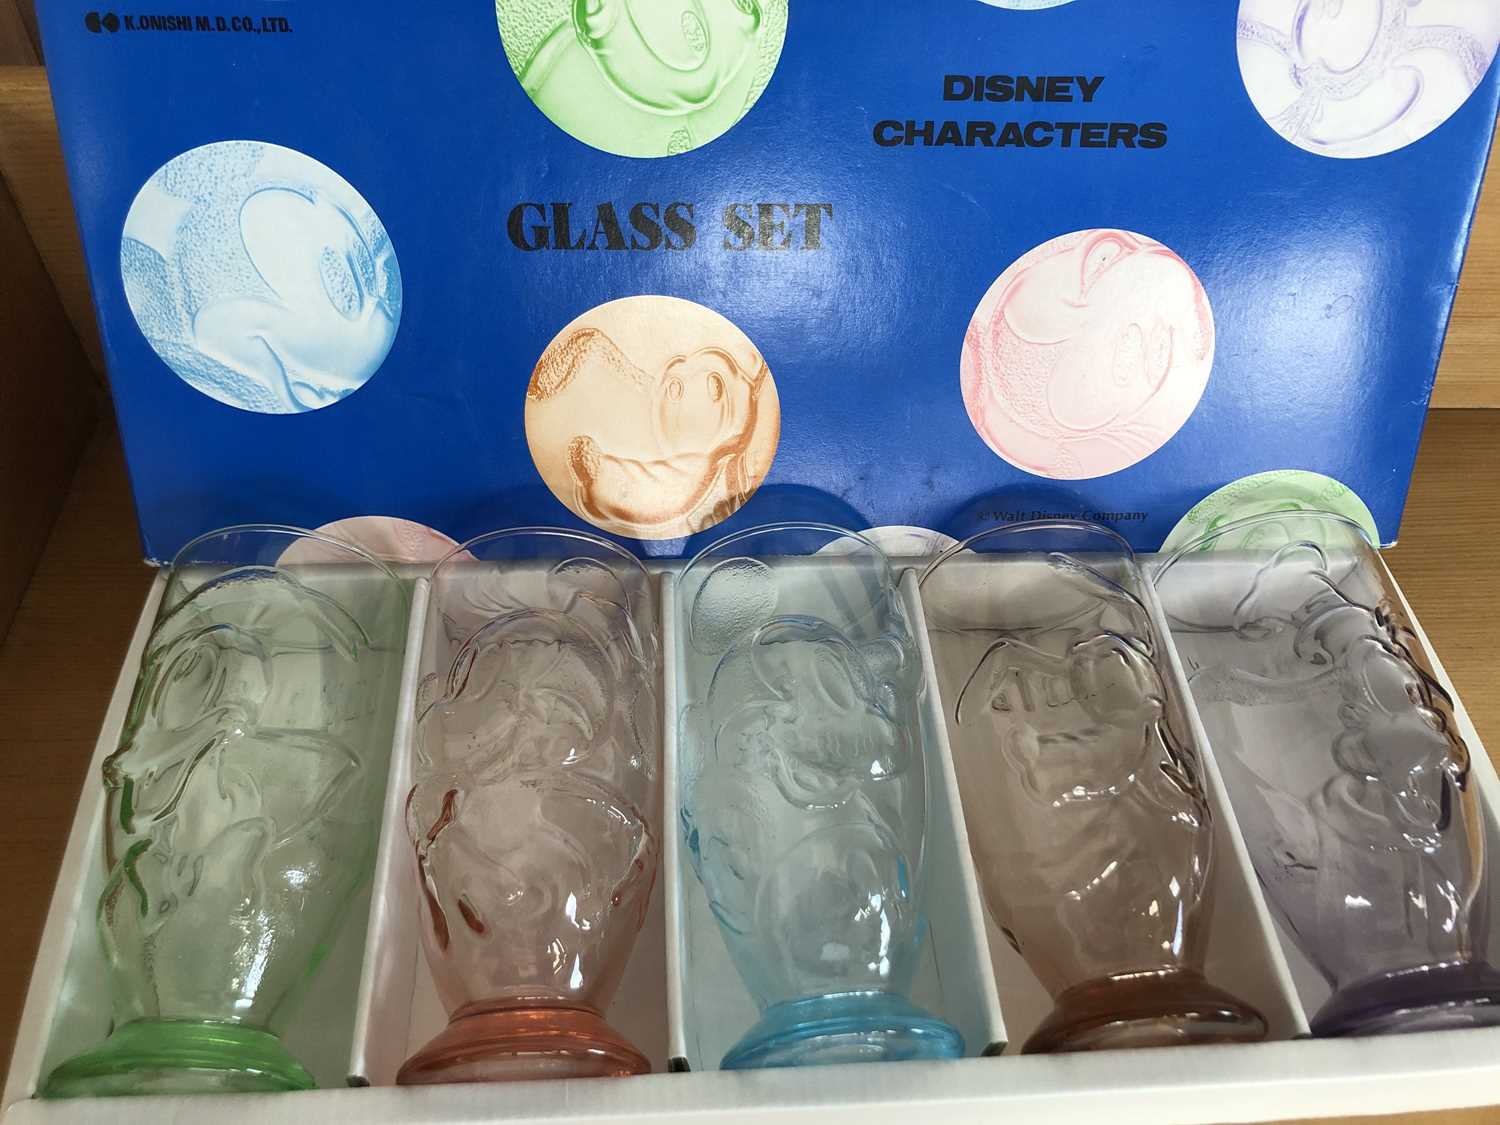 K.ONISHI M.D.CO.,LTD.
DISNEY
CHARACTERS
GLASS SET
© Walt Disney Company